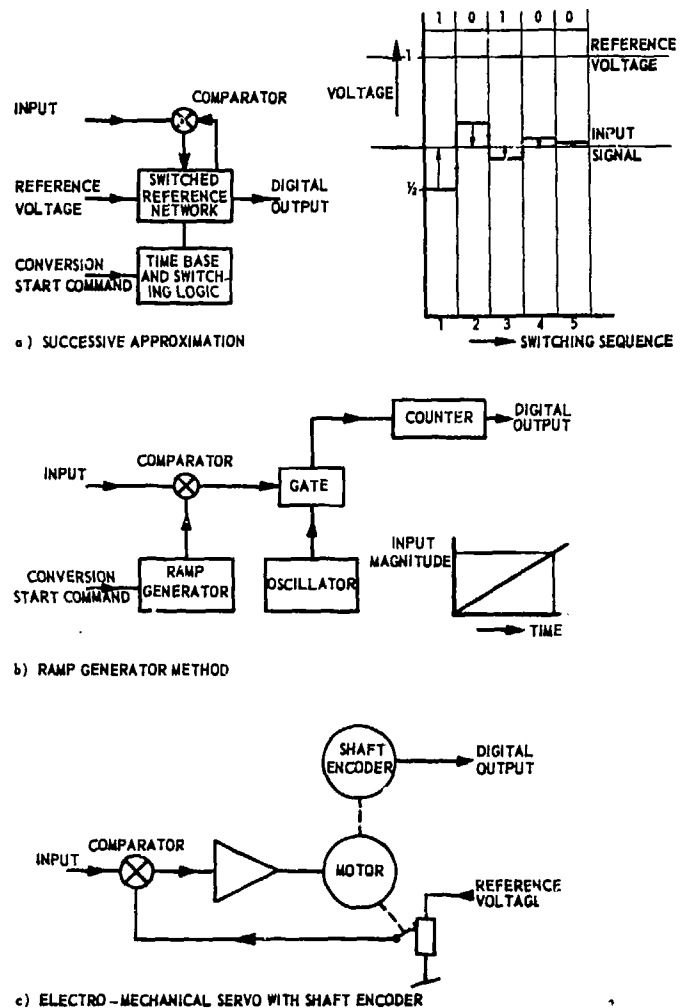 1 0 1 0 0
1
REFERENCE
VOLTAGE
VOLTAGE
INPUT
SIGNAL
½
1 2 3 4 5
SWITCHING SEQUENCE
INPUT
COMPARATOR
REFERENCE
VOLTAGE
SWITCHED
REFERENCE
NETWORK
DIGITAL
OUTPUT
CONVERSION
START COMMAND
TIME BASE
AND SWITCH-
ING LOGIC
a) SUCCESSIVE APPROXIMATION
COUNTER
DIGITAL
OUTPUT
COMPARATOR
INPUT
GATE
CONVERSION
START COMMAND
RAMP
GENERATOR
OSCILLATOR
INPUT
MAGNITUDE
TIME
b) RAMP GENERATOR METHOD
SHAFT
ENCODER
DIGITAL
OUTPUT
COMPARATOR
INPUT
MOTOR
REFERENCE
VOLTAGE
c) ELECTRO-MECHANICAL SERVO WITH SHAFT ENCODER